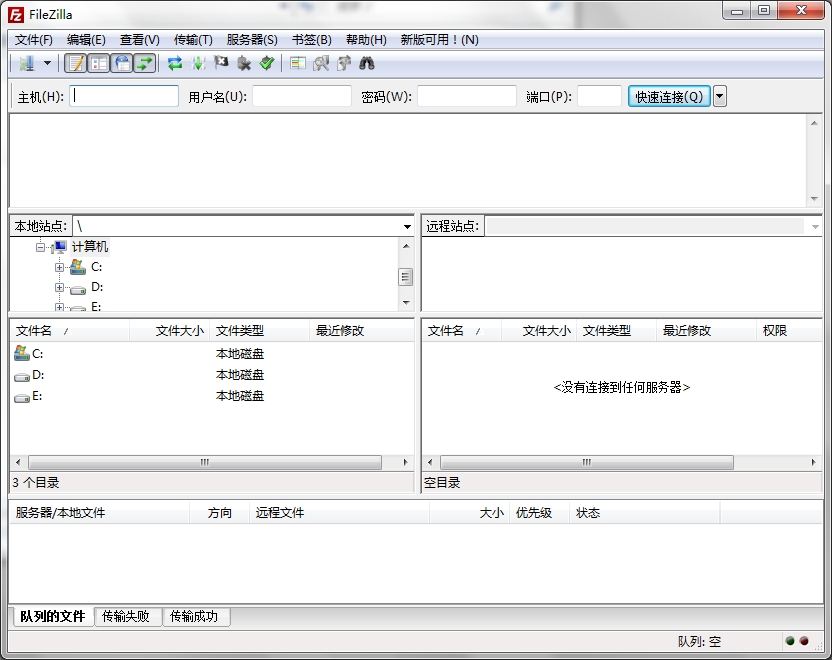 FileZilla
文件(F) 编辑(E) 查看(V) 传输(T) 服务器(S) 书签(B) 帮助(H) 新版可用！(N)
主机(H): 用户名(U): 密码(W): 端口(P): 快速连接(Q)
本地站点: \
远程站点:
计算机
C:
D:
E:
文件名 / 文件大小 文件类型 最近修改
C: 本地磁盘
D: 本地磁盘
E: 本地磁盘
3 个目录
文件名 / 文件大小 文件类型 最近修改 权限
<没有连接到任何服务器>
空目录
服务器/本地文件 方向 远程文件 大小 优先级 状态
队列的文件 传输失败 传输成功
队列: 空